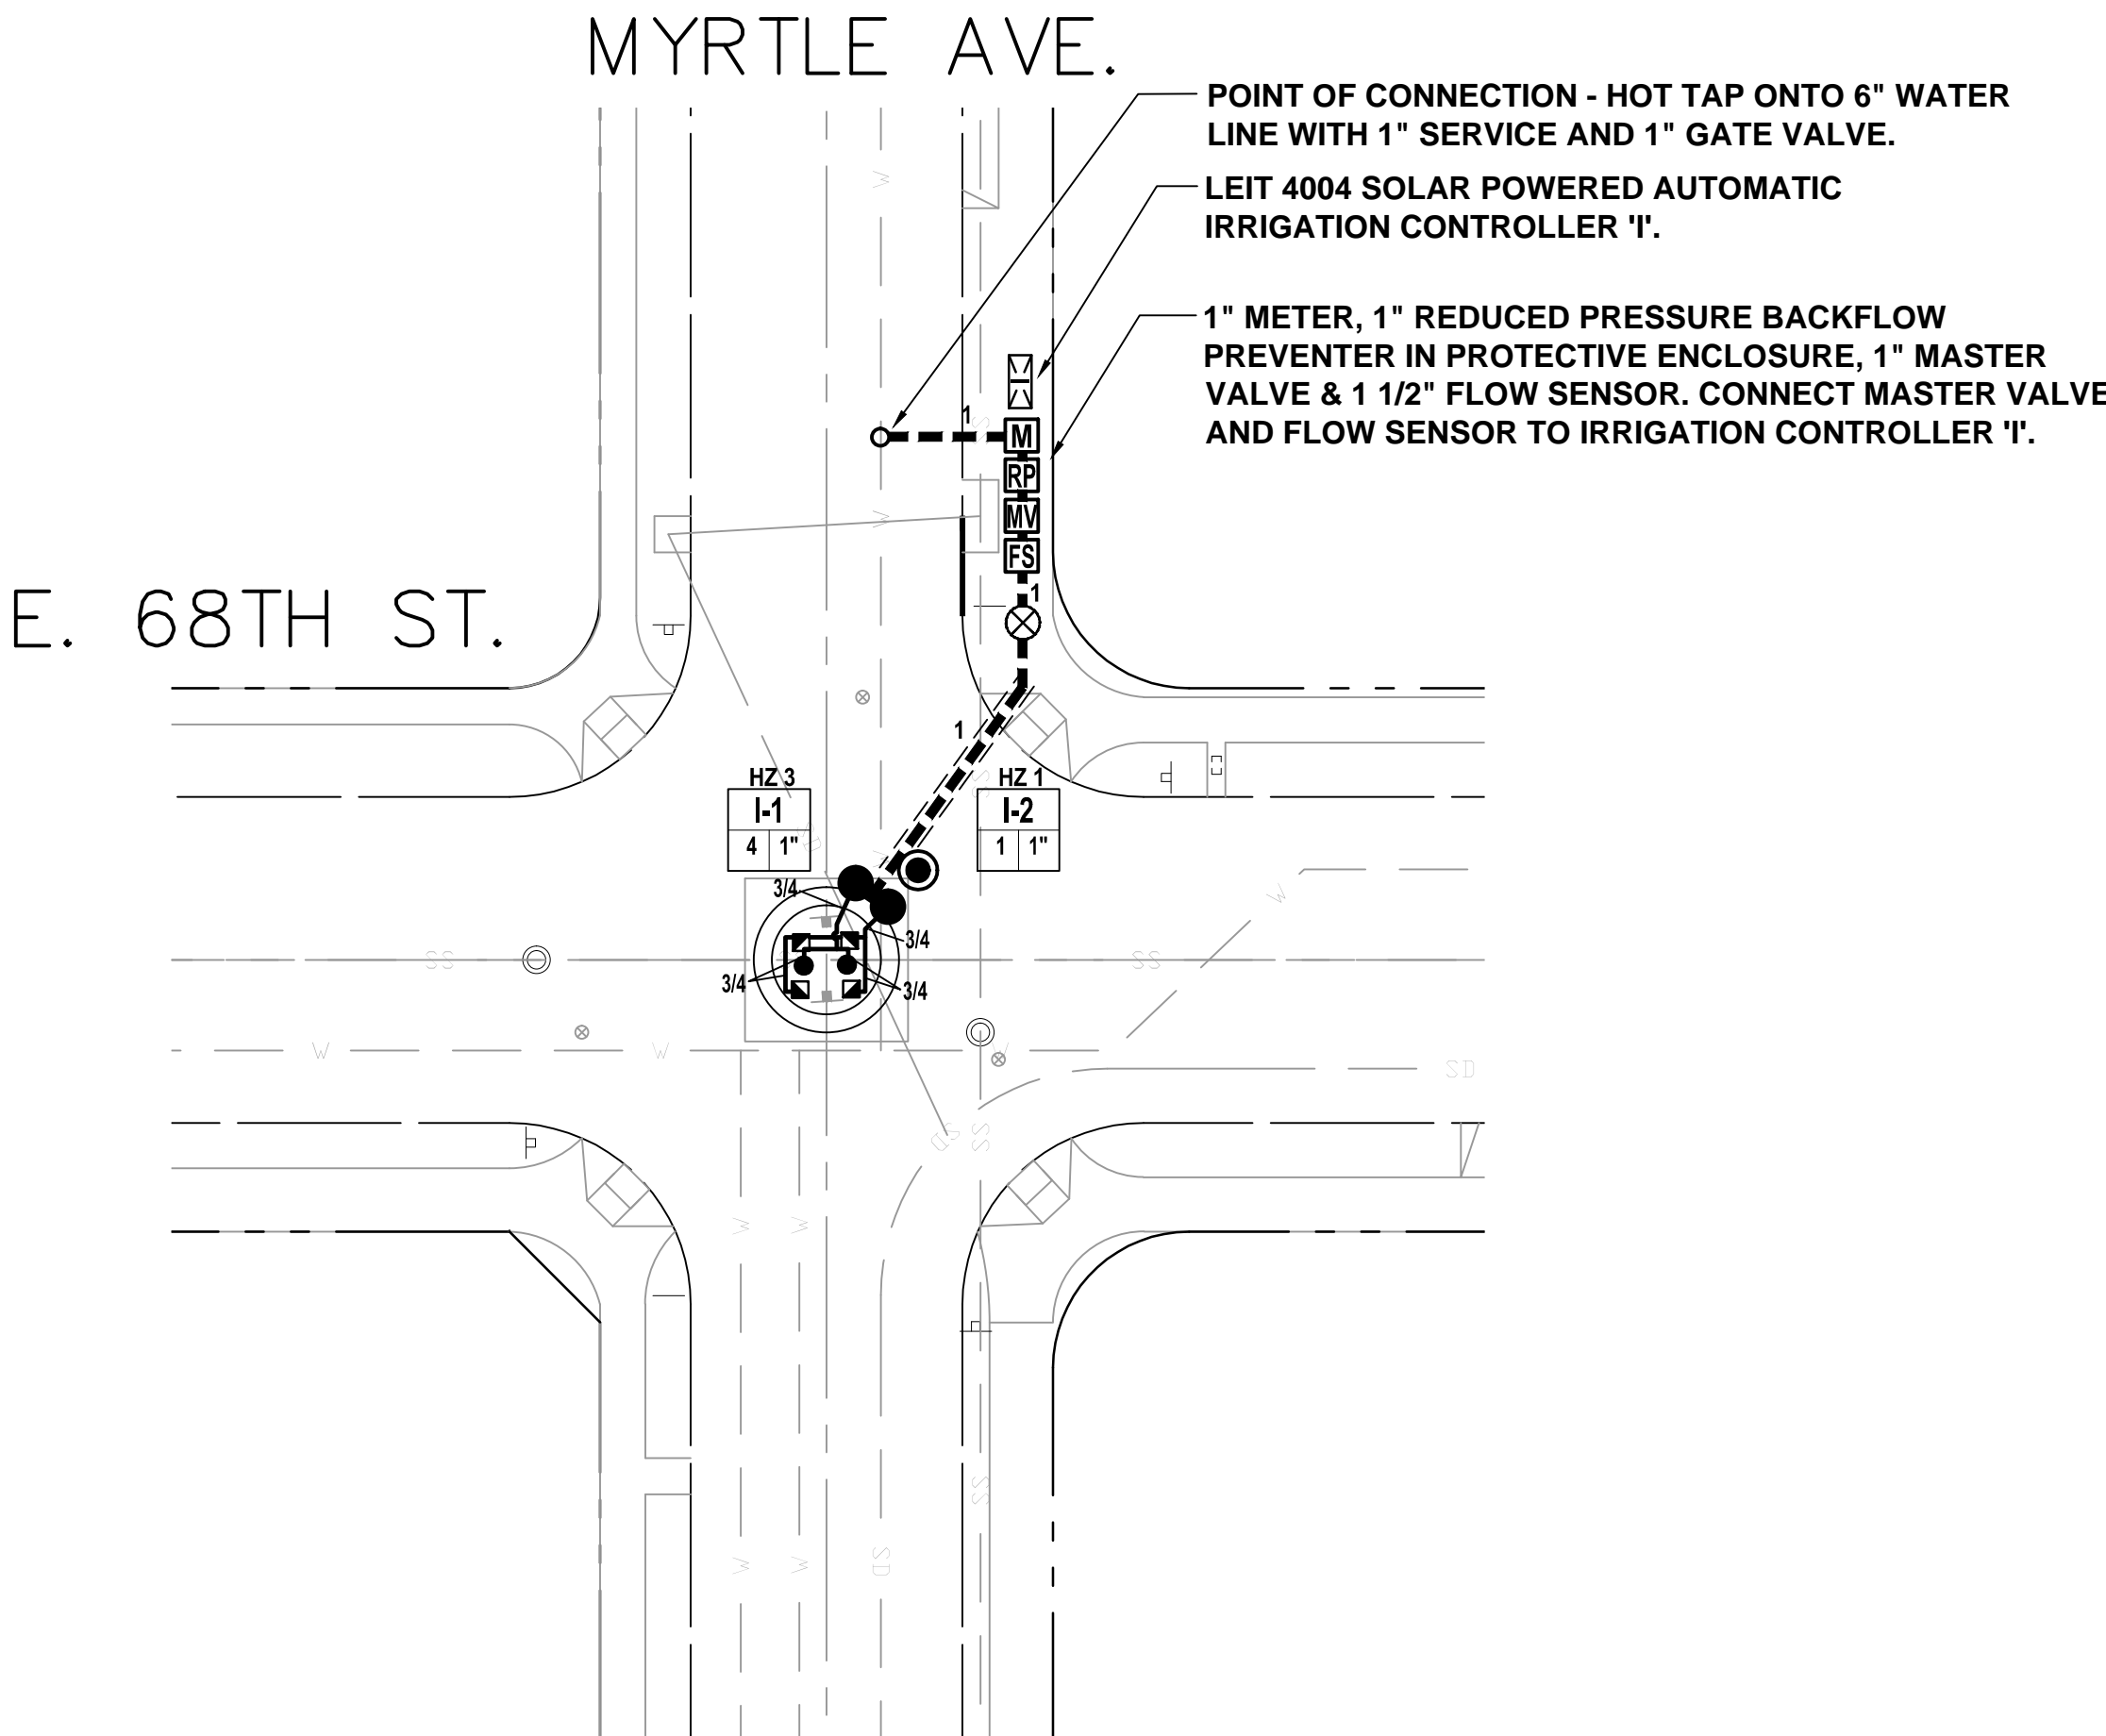 MYRTLE AVE.
POINT OF CONNECTION - HOT TAP ONTO 6" WATER
LINE WITH 1" SERVICE AND 1" GATE VALVE.
LEIT 4004 SOLAR POWERED AUTOMATIC
IRRIGATION CONTROLLER 'I'.
1" METER, 1" REDUCED PRESSURE BACKFLOW
PREVENTER IN PROTECTIVE ENCLOSURE, 1" MASTER
VALVE & 1 1/2" FLOW SENSOR. CONNECT MASTER VALVE
AND FLOW SENSOR TO IRRIGATION CONTROLLER 'I'.
W
1
SS
M
RP
W
MV
FS
1
E. 68TH ST.
1
HZ 3
I-1
4 1"
SS
HZ 1
I-2
1 1"
SD
W
3/4
W
3/4
SS
SS
3/4
3/4
W
W
SD
SD
SS
W
W
SS
W
W
SD